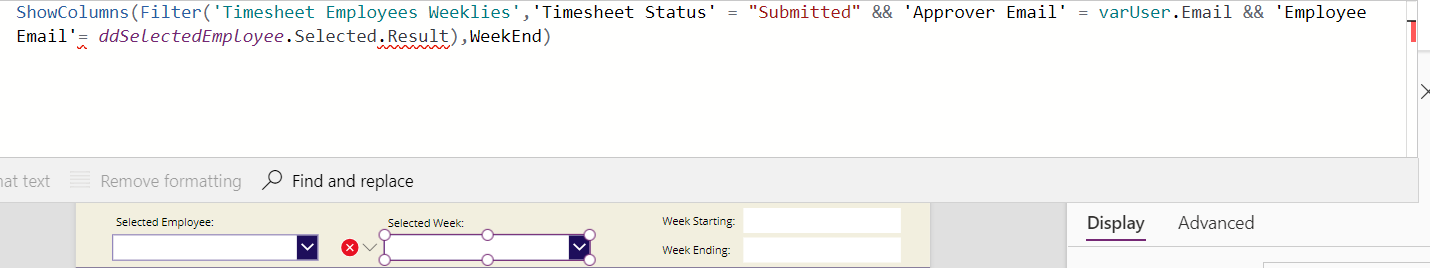 ShowColumns(Filter('Timesheet Employees Weeklies','Timesheet Status' = "Submitted" && 'Approver Email' = varUser.Email && 'Employee
Email'= ddSelectedEmployee.Selected.Result),WeekEnd)
nat text Remove formatting Find and replace
Selected Employee: Selected Week: Week Starting:
Week Ending:
Display Advanced